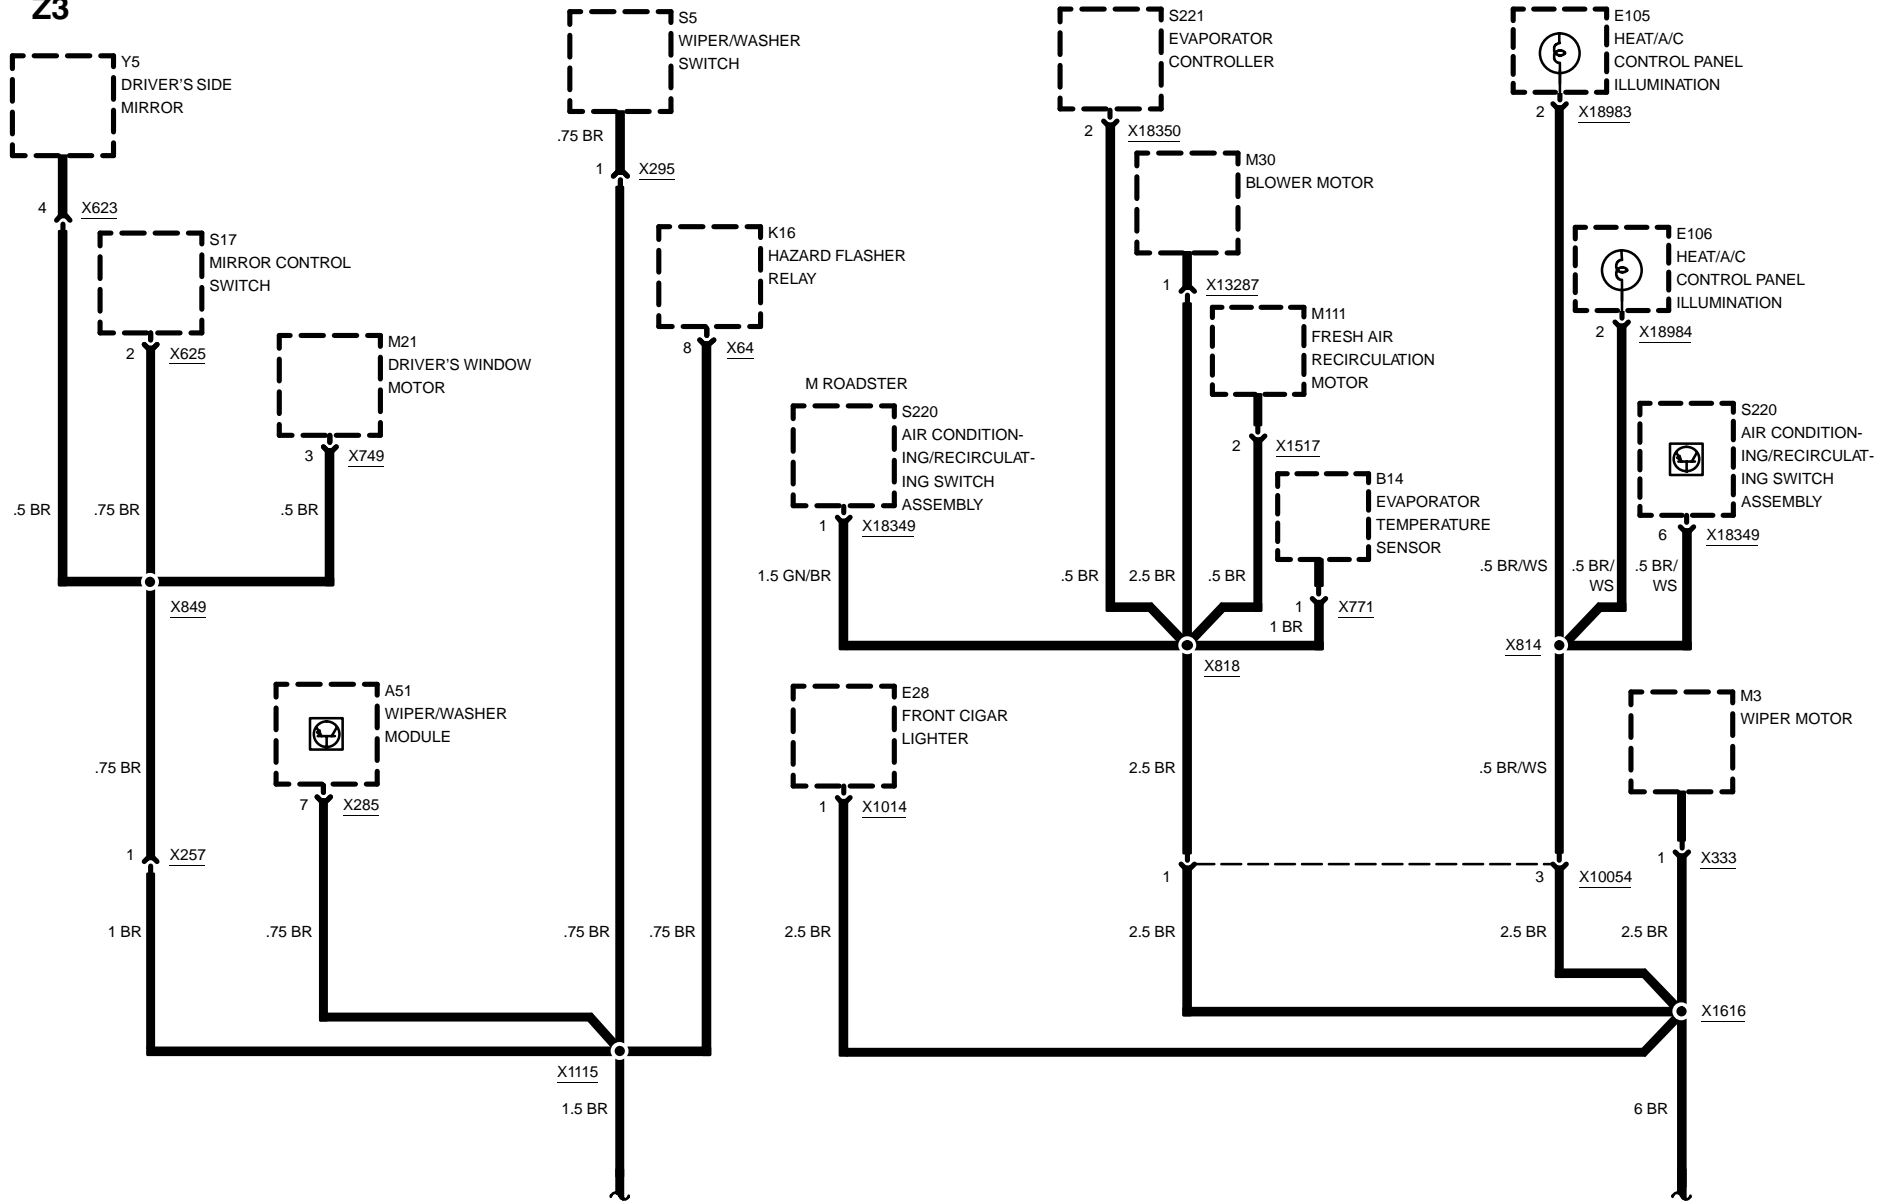 Z3
Y5
DRIVER'S SIDE
MIRROR
4
X623
S17
MIRROR CONTROL
SWITCH
2
X625
M21
DRIVER'S WINDOW
MOTOR
3
X749
.5 BR
.75 BR
.5 BR
X849
A51
WIPER/WASHER
MODULE
7
X285
.75 BR
1
X257
1 BR
.75 BR
S5
WIPER/WASHER
SWITCH
.75 BR
1
X295
K16
HAZARD FLASHER
RELAY
8
X64
.75 BR
.75 BR
X1115
1.5 BR
M ROADSTER
S220
AIR CONDITION-
ING/RECIRCULAT-
ING SWITCH
ASSEMBLY
1
X18349
1.5 GN/BR
S221
EVAPORATOR
CONTROLLER
2
X18350
M30
BLOWER MOTOR
1
X13287
M111
FRESH AIR
RECIRCULATION
MOTOR
2
X1517
B14
EVAPORATOR
TEMPERATURE
SENSOR
1
X771
1 BR
.5 BR
2.5 BR
.5 BR
X818
E28
FRONT CIGAR
LIGHTER
1
X1014
2.5 BR
2.5 BR
1
2.5 BR
E105
HEAT/A/C
CONTROL PANEL
ILLUMINATION
2
X18983
E106
HEAT/A/C
CONTROL PANEL
ILLUMINATION
2
X18984
S220
AIR CONDITION-
ING/RECIRCULAT-
ING SWITCH
ASSEMBLY
6
X18349
.5 BR/WS
.5 BR/
WS
.5 BR/
WS
X814
M3
WIPER MOTOR
.5 BR/WS
3
X10054
1
X333
2.5 BR
2.5 BR
X1616
6 BR